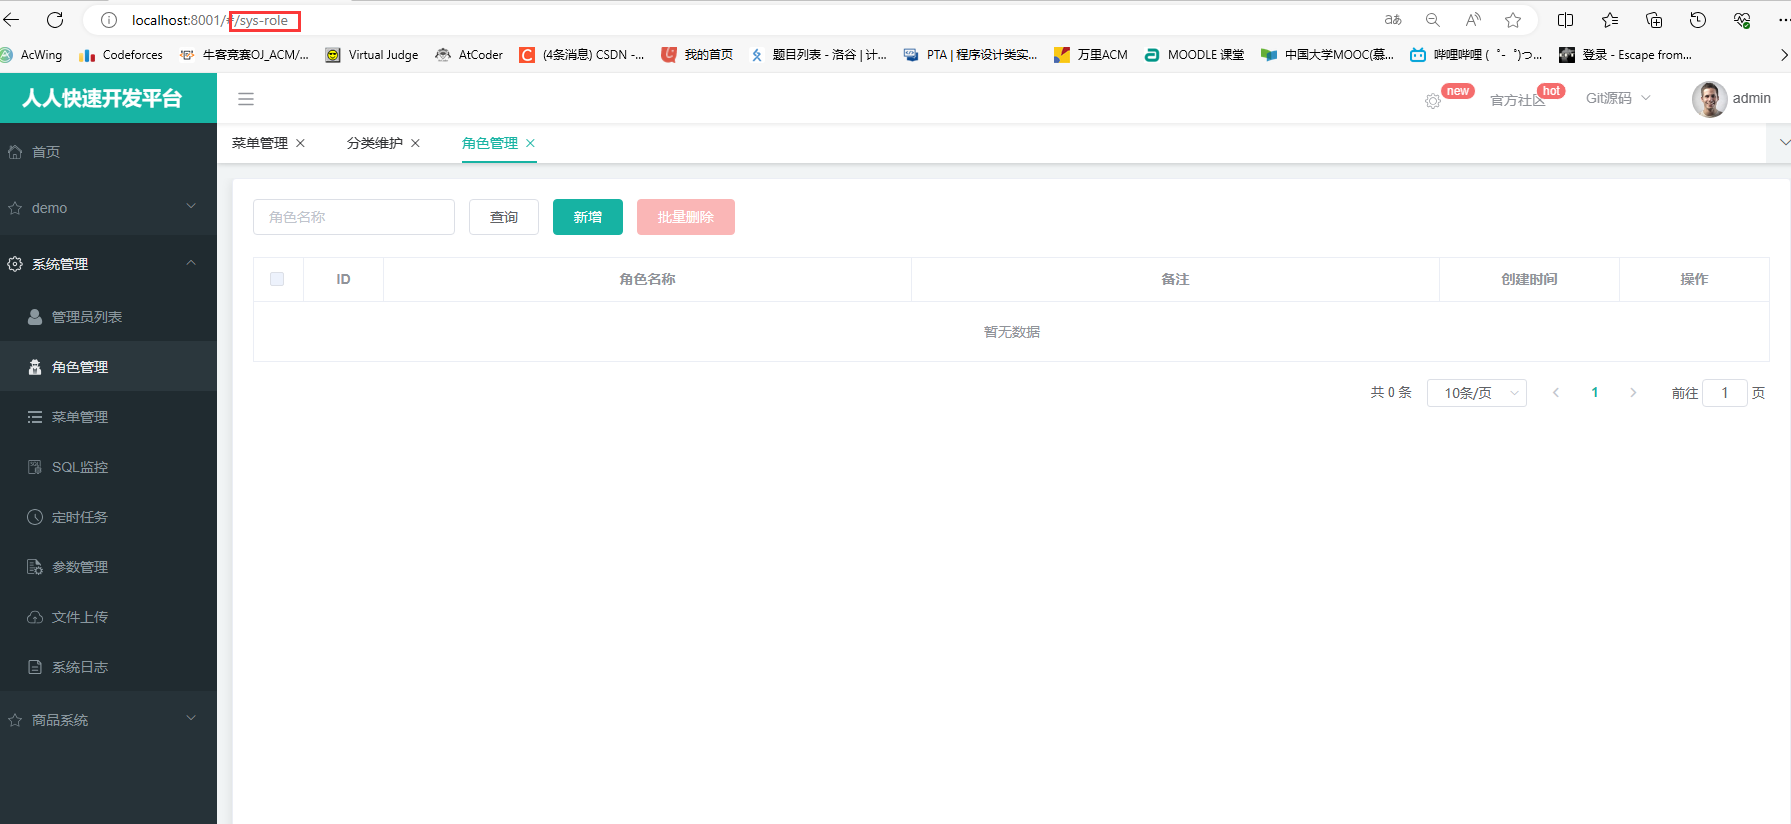 localhost:8001/#/sys-role
aあ
AcWing Codeforces 牛客竞赛OJ_ACM/... Virtual Judge AtCoder (4条消息) CSDN -... 我的首页 题目列表 - 洛谷 | 计... PTA | 程序设计类实... 万里ACM MOODLE 课堂 中国大学MOOC(慕... 哔哩哔哩 (゜-゜)つ... 登录 - Escape from...
人人快速开发平台
new 官方社区 hot Git源码 admin
菜单管理 分类维护 角色管理
首页
demo
系统管理
管理员列表
角色管理
菜单管理
SQL监控
定时任务
参数管理
文件上传
系统日志
商品系统
角色名称 查询 新增 批量删除
ID 角色名称 备注 创建时间 操作
暂无数据
共 0 条 10条/页 1 前往 1 页